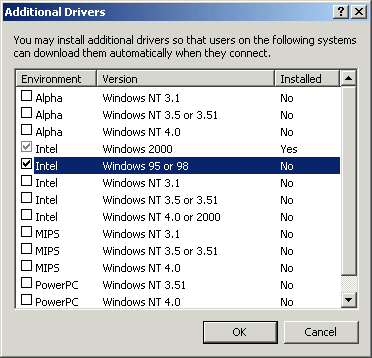 Additional Drivers
You may install additional drivers so that users on the following systems
can download them automatically when they connect.
Environment Version Installed
Alpha Windows NT 3.1 No
Alpha Windows NT 3.5 or 3.51 No
Alpha Windows NT 4.0 No
Intel Windows 2000 Yes
Intel Windows 95 or 98 No
Intel Windows NT 3.1 No
Intel Windows NT 3.5 or 3.51 No
Intel Windows NT 4.0 or 2000 No
MIPS Windows NT 3.1 No
MIPS Windows NT 3.5 or 3.51 No
MIPS Windows NT 4.0 No
PowerPC Windows NT 3.51 No
PowerPC Windows NT 4.0 No
OK Cancel